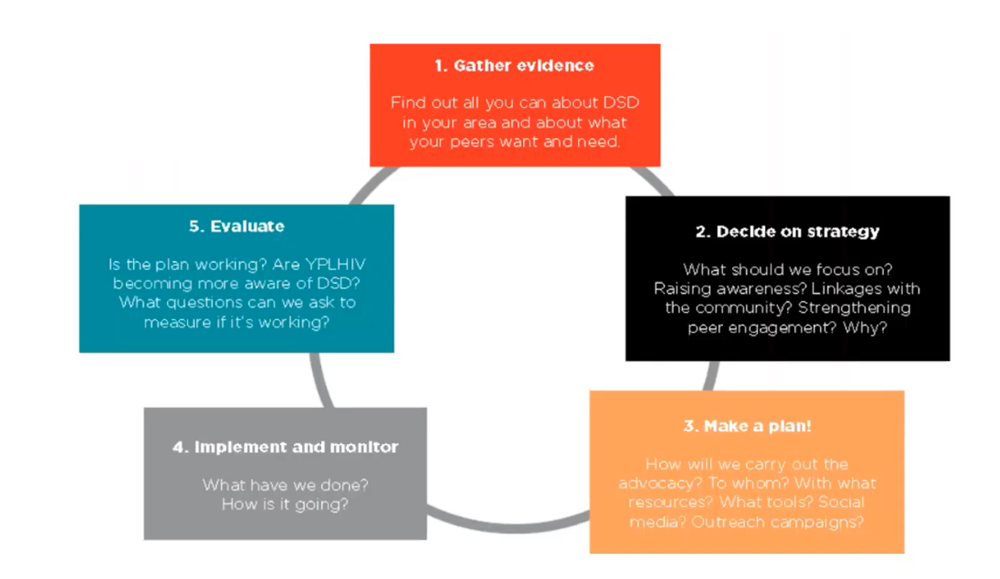 1. Gather evidence
Find out all you can about DSD
in your area and about what
your peers want and need.
2. Decide on strategy
What should we focus on?
Raising awareness? Linkages with
the community? Strengthening
peer engagement? Why?
3. Make a plan!
How will we carry out the
advocacy? To whom? With what
resources? What tools? Social
media? Outreach campaigns?
4. Implement and monitor
What have we done?
How is it going?
5. Evaluate
Is the plan working? Are YPLHIV
becoming more aware of DSD?
What questions can we ask to
measure if it's working?